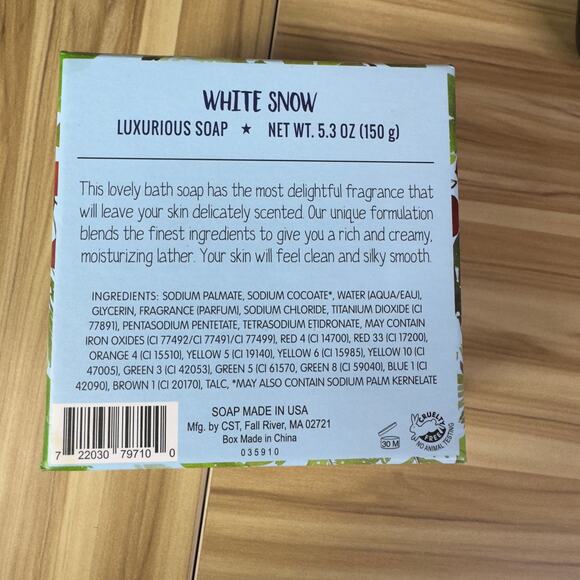 WHITE SNOW
LUXURIOUS SOAP ★ NET WT. 5.3 OZ (150 g)
This lovely bath soap has the most delightful fragrance that
will leave your skin delicately scented. Our unique formulation
blends the finest ingredients to give you a rich and creamy,
moisturizing lather. Your skin will feel clean and silky smooth.
INGREDIENTS: SODIUM PALMATE, SODIUM COCOATE*, WATER (AQUA/EAU),
GLYCERIN, FRAGRANCE (PARFUM), SODIUM CHLORIDE, TITANIUM DIOXIDE (CI
77891), PENTASODIUM PENTETATE, TETRASODIUM ETIDRONATE, MAY CONTAIN
IRON OXIDES (CI 77492/CI 77491/CI 77499), RED 4 (CI 14700), RED 33 (CI 17200),
ORANGE 4 (CI 15510), YELLOW 5 (CI 19140), YELLOW 6 (CI 15985), YELLOW 10 (CI
47005), GREEN 3 (CI 42053), GREEN 5 (CI 61570, GREEN 8 (CI 59040), BLUE 1 (CI
42090), BROWN 1 (CI 20170), TALC, *MAY ALSO CONTAIN SODIUM PALM KERNELATE
SOAP MADE IN USA
Mfg. by CST, Fall River, MA 02721
Box Made in China
035910
7 22030 79710 0
30 M
CRUELTY
FREE
NO ANIMAL TESTING